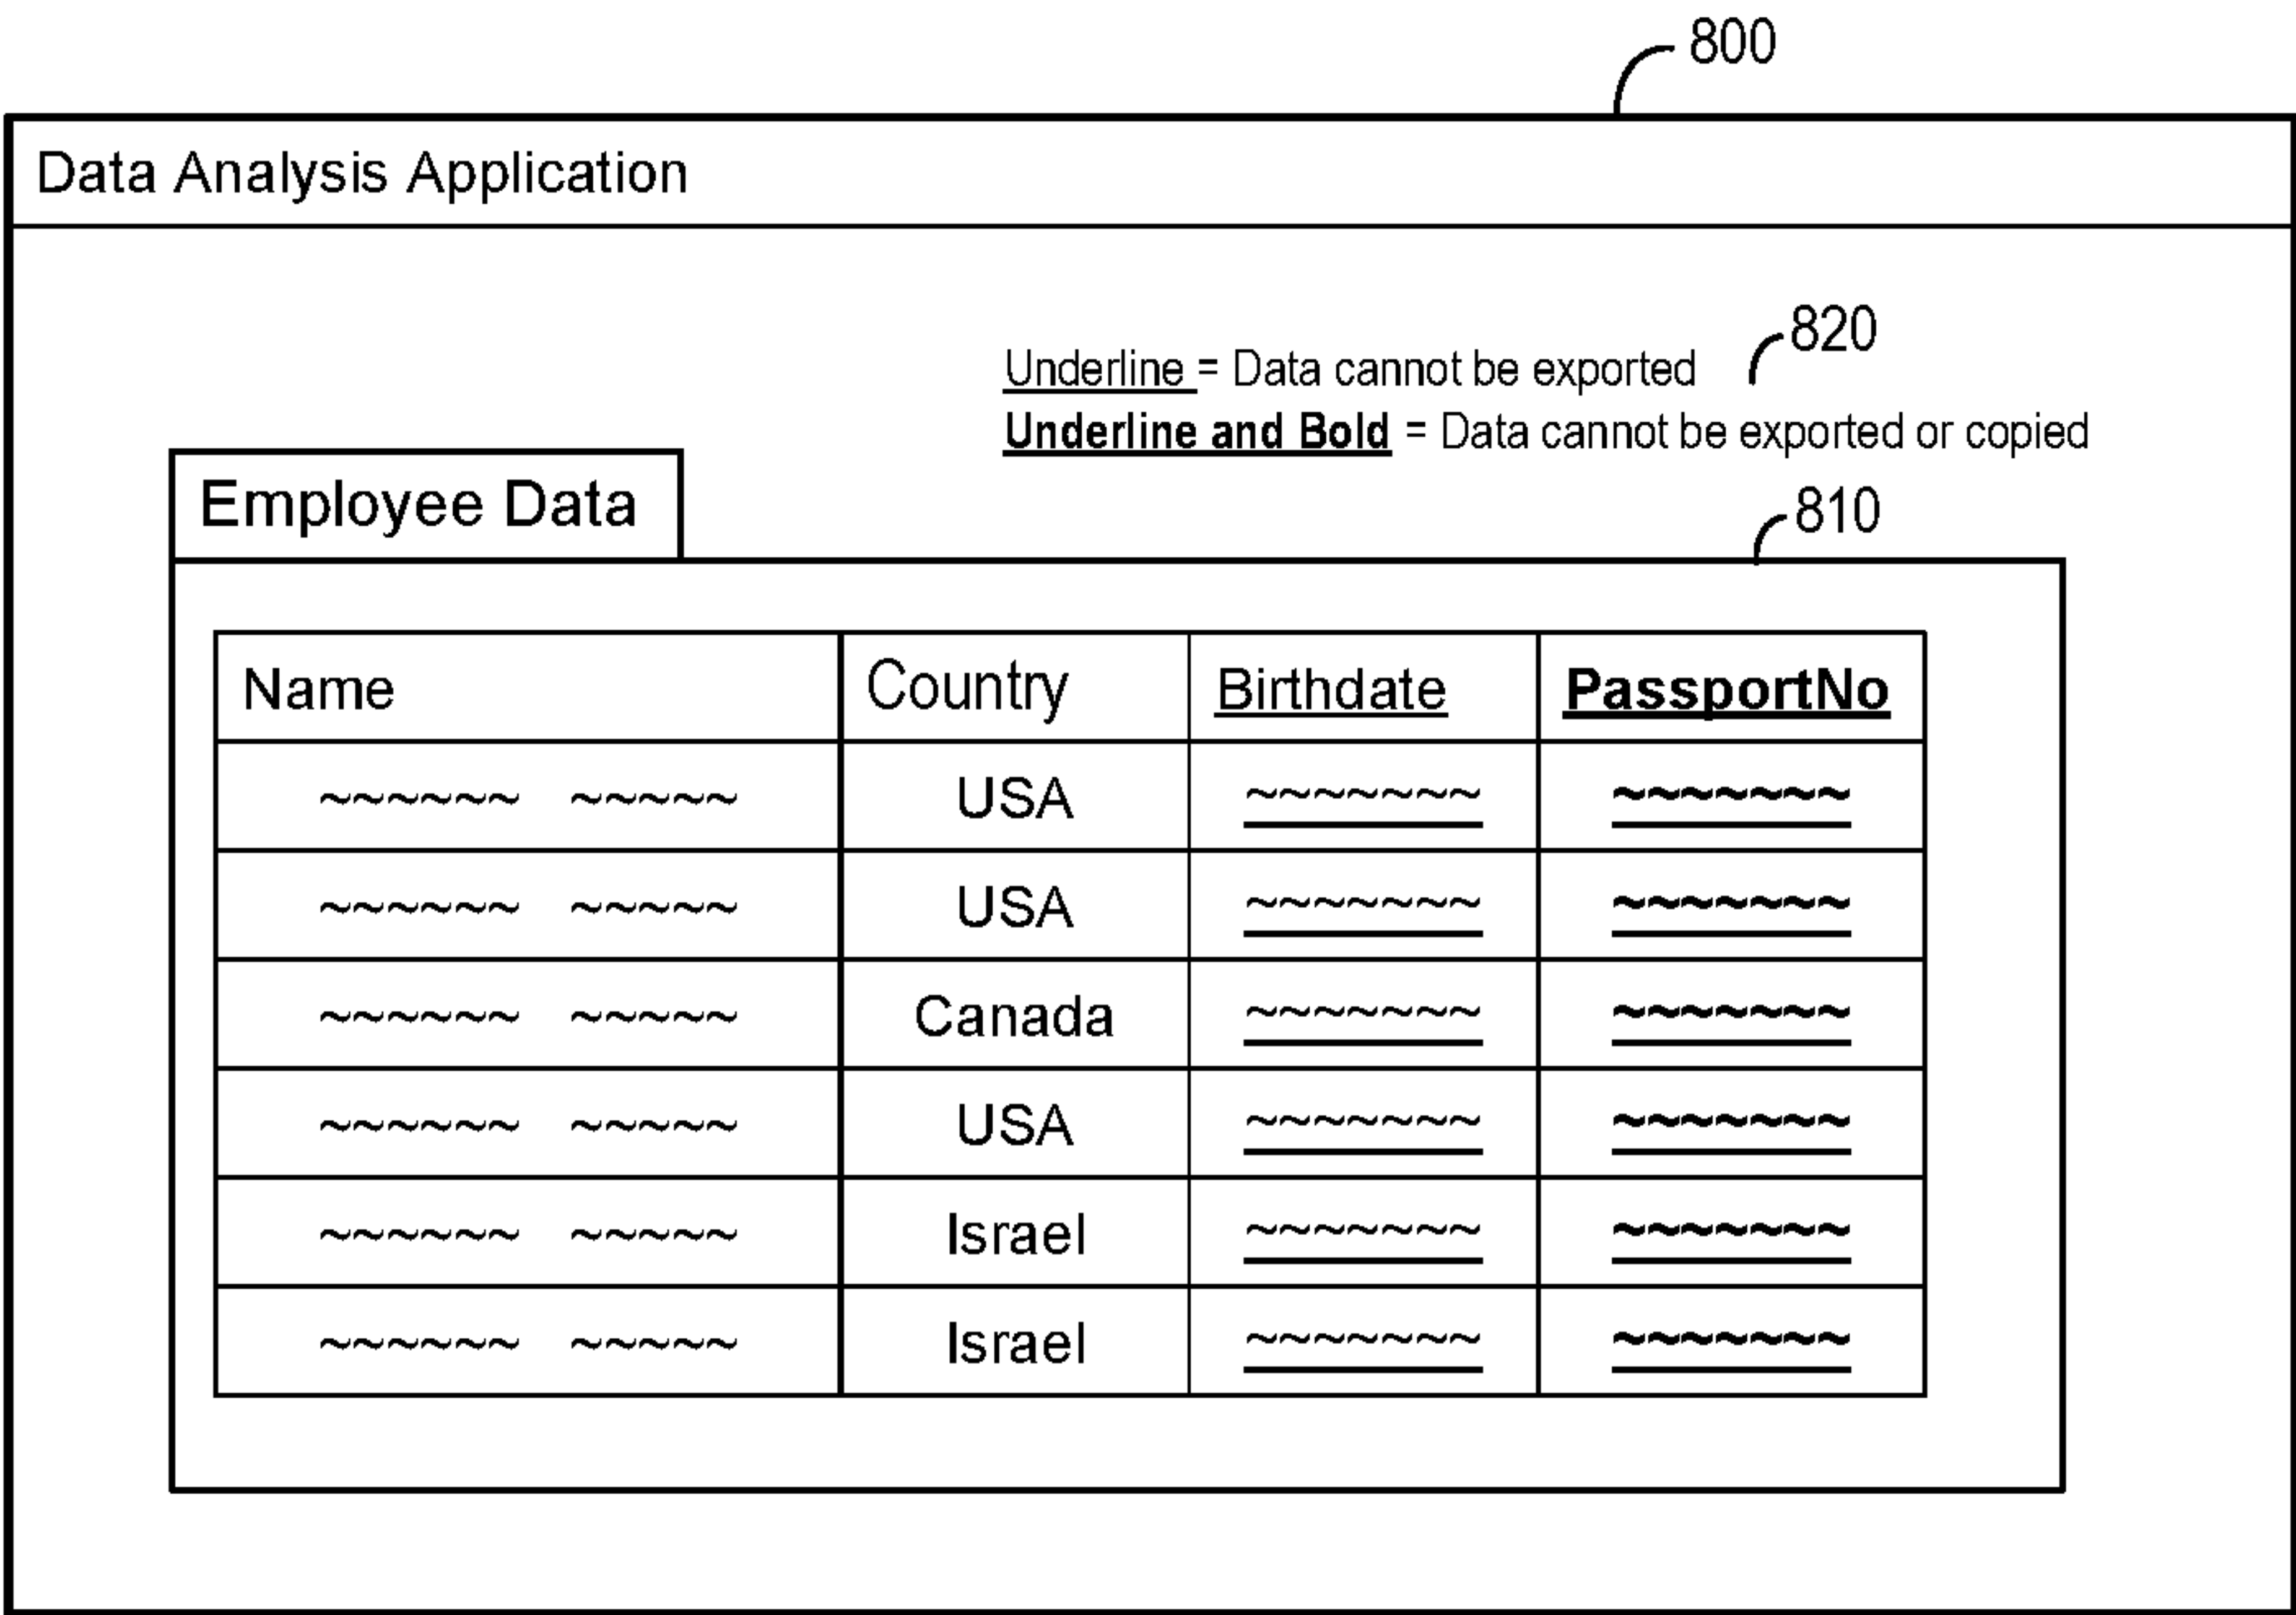 800
Data Analysis Application
820
Underline = Data cannot be exported
Underline and Bold = Data cannot be exported or copied
Employee Data
810
Name Country Birthdate PassportNo
~~~~~~ ~~~~~ USA ~~~~~~~ ~~~~~~~
~~~~~~ ~~~~~ USA ~~~~~~~ ~~~~~~~
~~~~~~ ~~~~~ Canada ~~~~~~~ ~~~~~~~
~~~~~~ ~~~~~ USA ~~~~~~~ ~~~~~~~
~~~~~~ ~~~~~ Israel ~~~~~~~ ~~~~~~~
~~~~~~ ~~~~~ Israel ~~~~~~~ ~~~~~~~